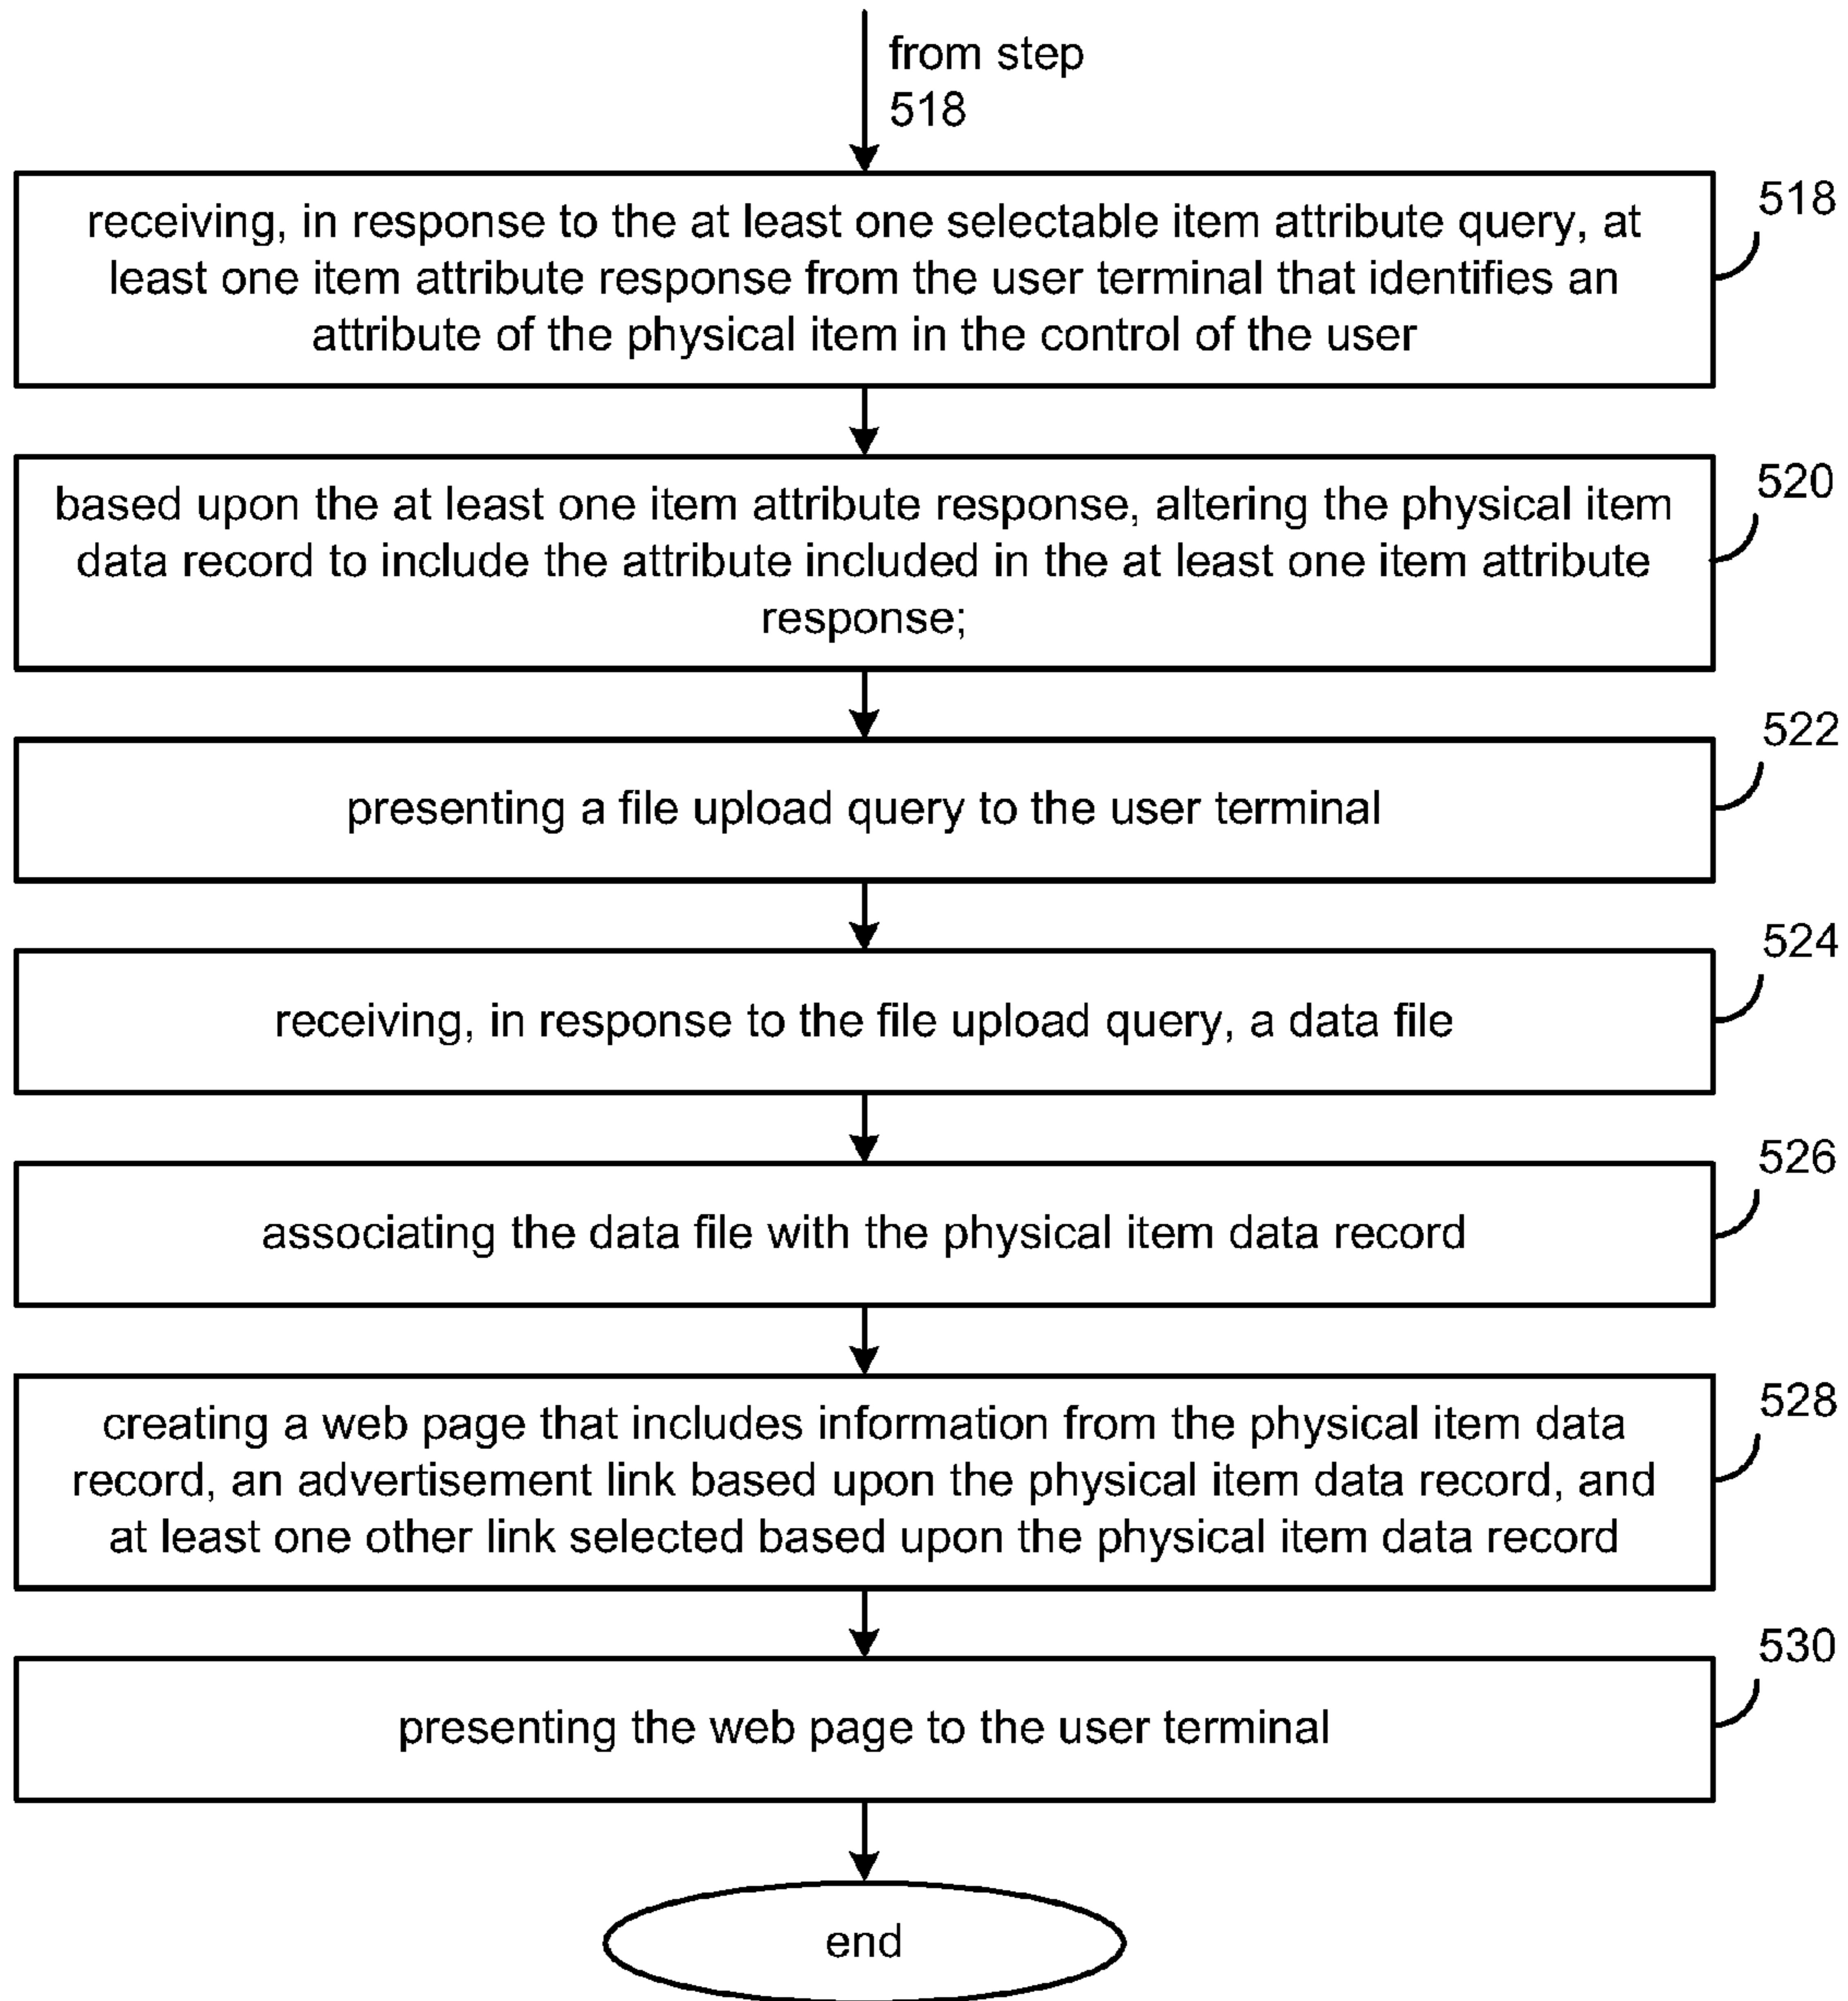 from step
518
receiving, in response to the at least one selectable item attribute query, at
least one item attribute response from the user terminal that identifies an
attribute of the physical item in the control of the user
518
based upon the at least one item attribute response, altering the physical item
data record to include the attribute included in the at least one item attribute
response;
520
presenting a file upload query to the user terminal
522
receiving, in response to the file upload query, a data file
524
associating the data file with the physical item data record
526
creating a web page that includes information from the physical item data
record, an advertisement link based upon the physical item data record, and
at least one other link selected based upon the physical item data record
528
presenting the web page to the user terminal
530
end